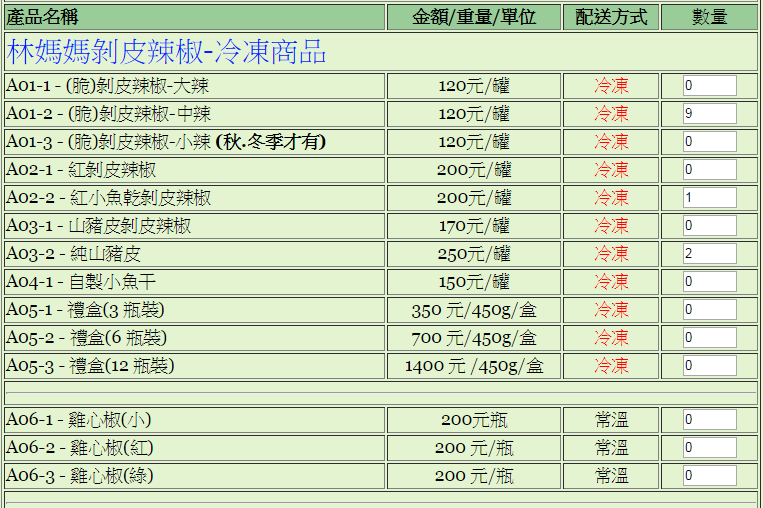 產品名稱 金額/重量/單位 配送方式 數量
林媽媽剝皮辣椒-冷凍商品
A01-1 - (脆)剝皮辣椒-大辣 120元/罐 冷凍 0
A01-2 - (脆)剝皮辣椒-中辣 120元/罐 冷凍 9
A01-3 - (脆)剝皮辣椒-小辣 (秋.冬季才有) 120元/罐 冷凍 0
A02-1 - 紅剝皮辣椒 200元/罐 冷凍 0
A02-2 - 紅小魚乾剝皮辣椒 200元/罐 冷凍 1
A03-1 - 山豬皮剝皮辣椒 170元/罐 冷凍 0
A03-2 - 純山豬皮 250元/罐 冷凍 2
A04-1 - 自製小魚干 150元/罐 冷凍 0
A05-1 - 禮盒(3 瓶裝) 350 元/450g/盒 冷凍 0
A05-2 - 禮盒(6 瓶裝) 700 元/450g/盒 冷凍 0
A05-3 - 禮盒(12 瓶裝) 1400 元 /450g/盒 冷凍 0
A06-1 - 雞心椒(小) 200元瓶 常溫 0
A06-2 - 雞心椒(紅) 200 元/瓶 常溫 0
A06-3 - 雞心椒(綠) 200 元/瓶 常溫 0